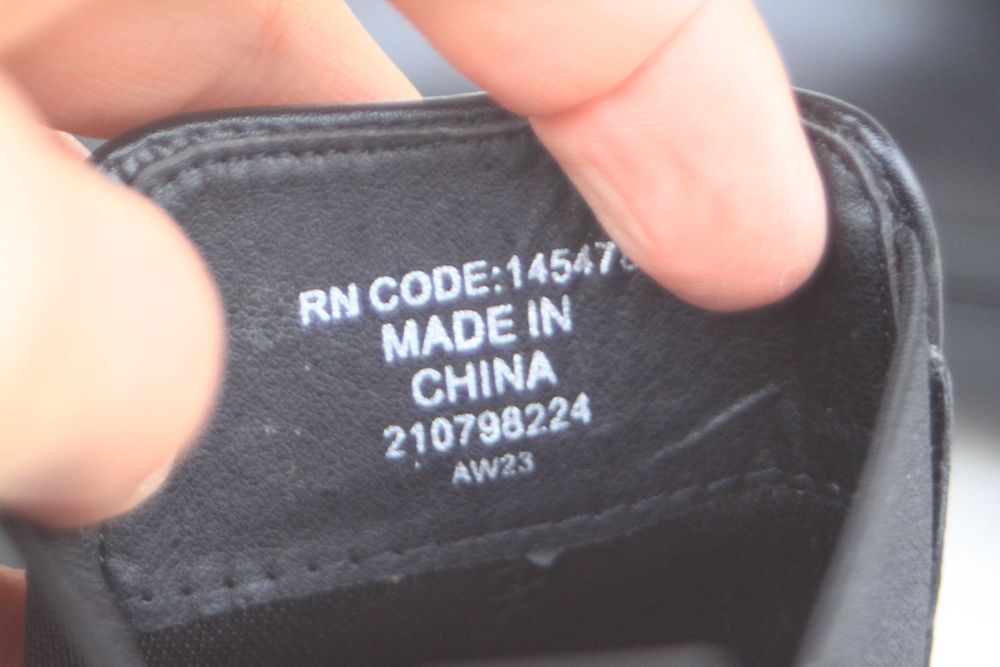 RN CODE:14547
MADE IN
CHINA
210798224
AW23